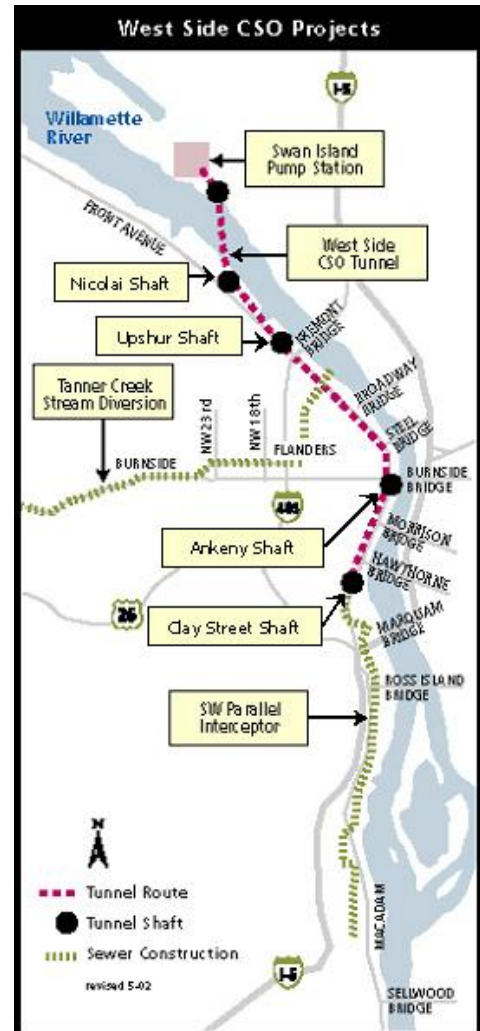 West Side CSO Projects
I-5
Willamette
River
Swan Island
Pump Station
FRONT AVENUE
West Side
CSO Tunnel
Nicolai Shaft
Upshur Shaft
FREMONT
BRIDGE
Tanner Creek
Stream Diversion
BROADWAY
BRIDGE
NW 23rd
NW 18th
STEEL
BRIDGE
FLANDERS
BURNSIDE
BURNSIDE
BRIDGE
405
MORRISON
BRIDGE
Ankeny Shaft
HAWTHORNE
BRIDGE
26
Clay Street Shaft
MARQUAM
BRIDGE
ROSS ISLAND
BRIDGE
SW Parallel
Interceptor
N
Tunnel Route
Tunnel Shaft
MACADAM
Sewer Construction
revised 5-02
I-5
SELLWOOD
BRIDGE